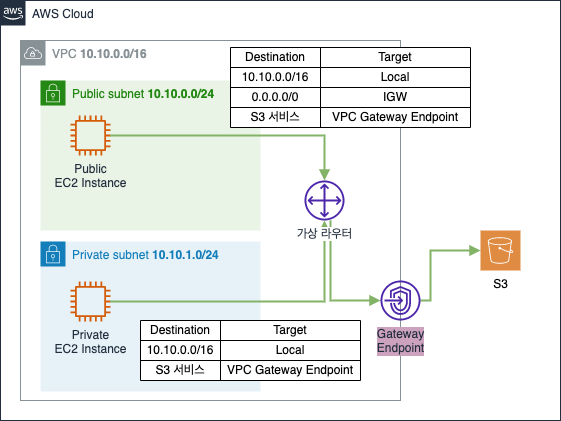 aws
AWS Cloud
VPC 10.10.0.0/16
Destination Target
10.10.0.0/16 Local
0.0.0.0/0 IGW
S3 서비스 VPC Gateway Endpoint
Public subnet 10.10.0.0/24
Public
EC2 Instance
가상 라우터
Private subnet 10.10.1.0/24
Private
EC2 Instance
Destination Target
10.10.0.0/16 Local
S3 서비스 VPC Gateway Endpoint
Gateway
Endpoint
S3